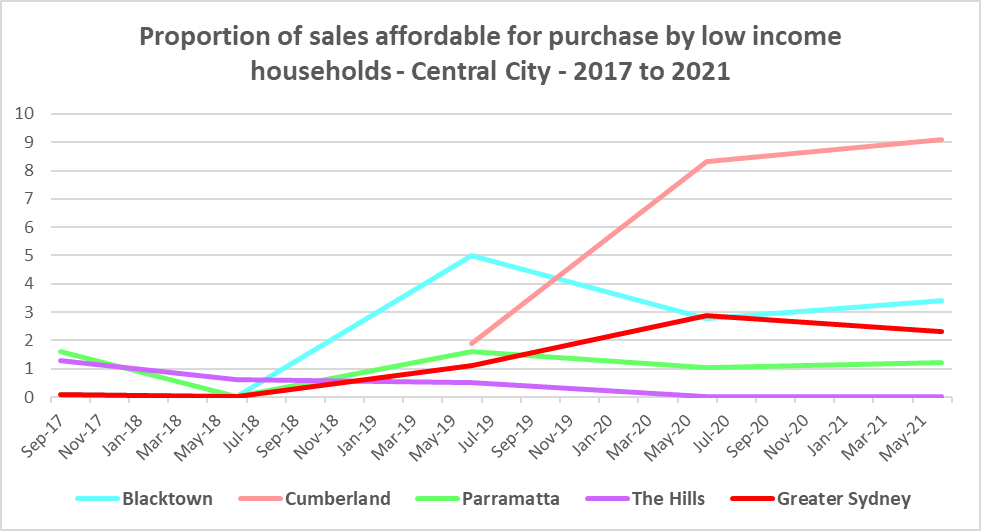 Proportion of sales affordable for purchase by low income
households - Central City - 2017 to 2021
10
9
8
7
6
5
4
3
2
1
0
Sep-17 Nov-17 Jan-18 Mar-18 May-18 Jul-18 Sep-18 Nov-18 Jan-19 Mar-19 May-19 Jul-19 Sep-19 Nov-19 Jan-20 Mar-20 May-20 Jul-20 Sep-20 Nov-20 Jan-21 Mar-21 May-21
Blacktown Cumberland Parramatta The Hills Greater Sydney